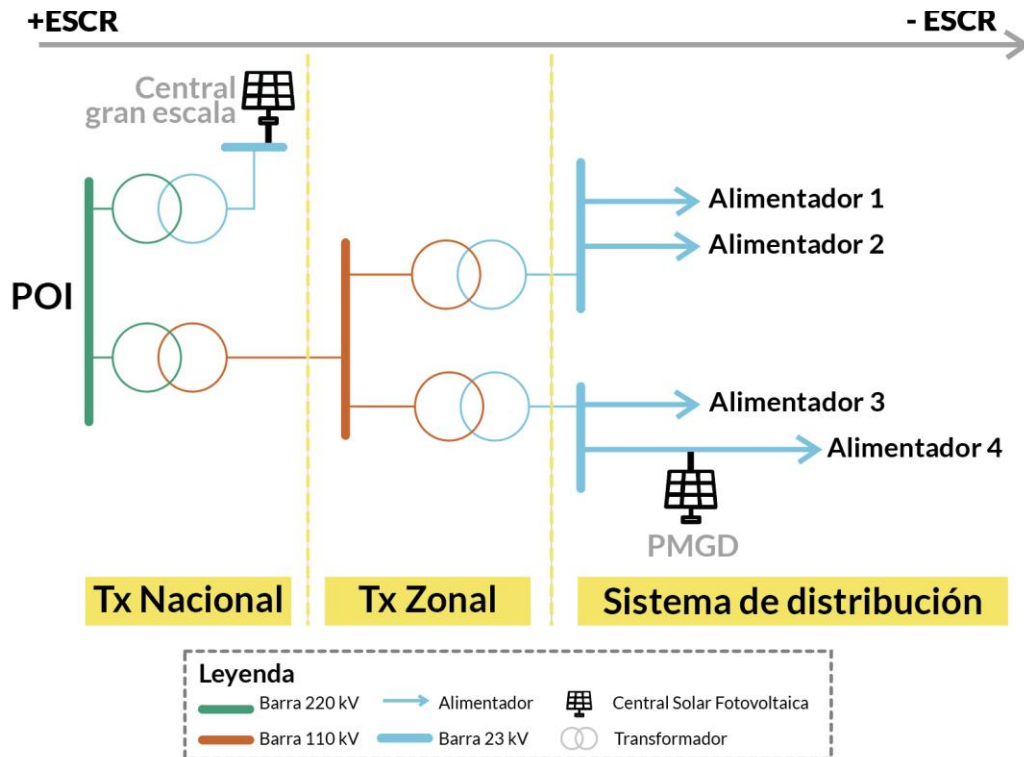 +ESCR
- ESCR
Central
gran escala
POI
Alimentador 1
Alimentador 2
Alimentador 3
Alimentador 4
PMGD
Tx Nacional
Tx Zonal
Sistema de distribución
Leyenda
Barra 220 kV
Alimentador
Central Solar Fotovoltaica
Barra 110 kV
Barra 23 kV
Transformador